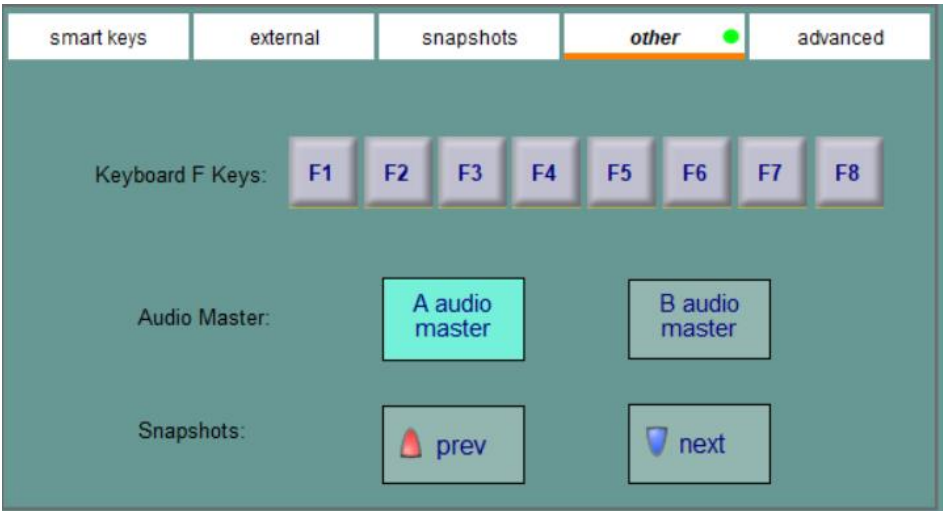 smart keys external snapshots other advanced
Keyboard F Keys: F1 F2 F3 F4 F5 F6 F7 F8
Audio Master: A audio master B audio master
Snapshots: prev next